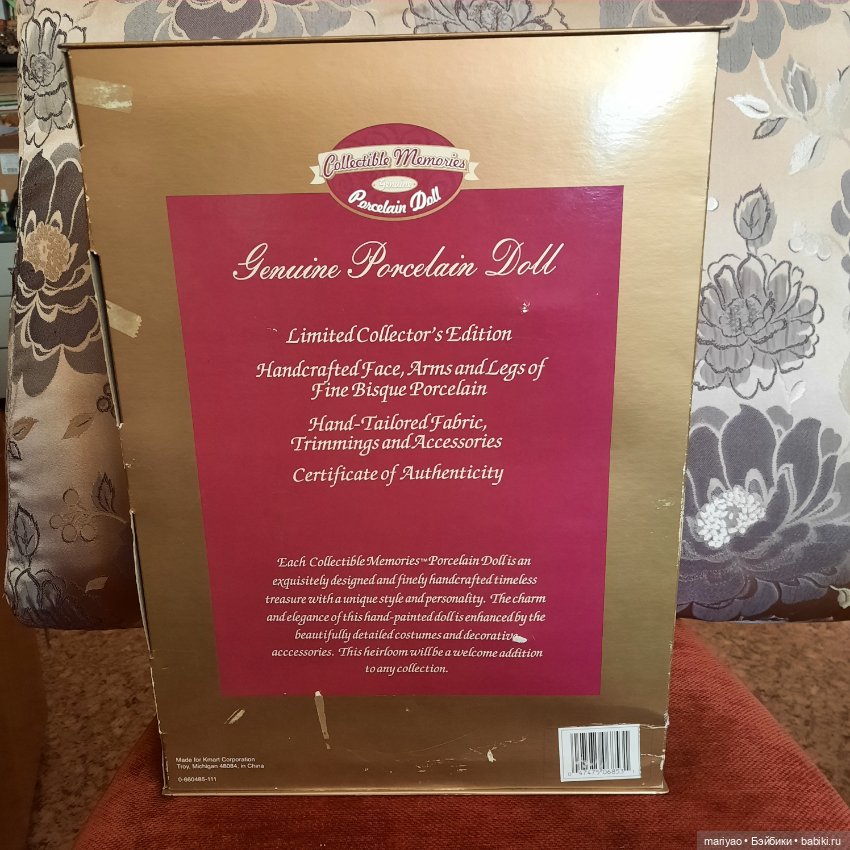 Collectible Memories
Genuine
Porcelain Doll
Genuine Porcelain Doll
Limited Collector's Edition
Handcrafted Face, Arms and Legs of
Fine Bisque Porcelain
Hand-Tailored Fabric,
Trimmings and Accessories
Certificate of Authenticity
Each Collectible Memories™ Porcelain Doll is an
exquisitely designed and finely handcrafted timeless
treasure with a unique style and personality. The charm
and elegance of this hand-painted doll is enhanced by the
beautifully detailed costumes and decorative
acccessories. This heirloom will be a welcome addition
to any collection.
Made for Kmart Corporation
Troy, Michigan 48084, in China
0-660485-111
mariyao • Бэйбики • babiki.ru